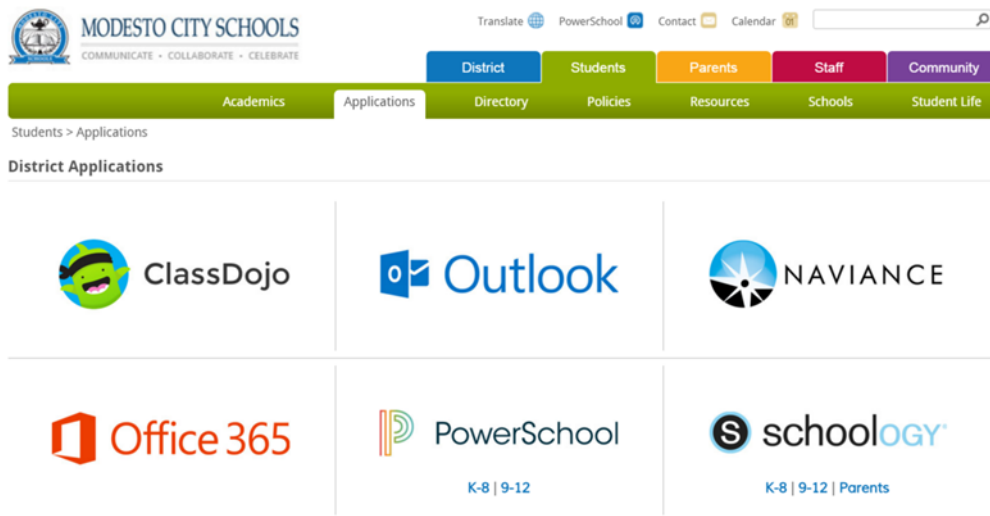 MODESTO CITY SCHOOLS
COMMUNICATE • COLLABORATE • CELEBRATE
Translate PowerSchool Contact Calendar 01
District Students Parents Staff Community
Academics Applications Directory Policies Resources Schools Student Life
Students > Applications
District Applications
ClassDojo
Outlook
NAVIANCE
Office 365
PowerSchool
S schoology
K-8 | 9-12
K-8 | 9-12 | Parents